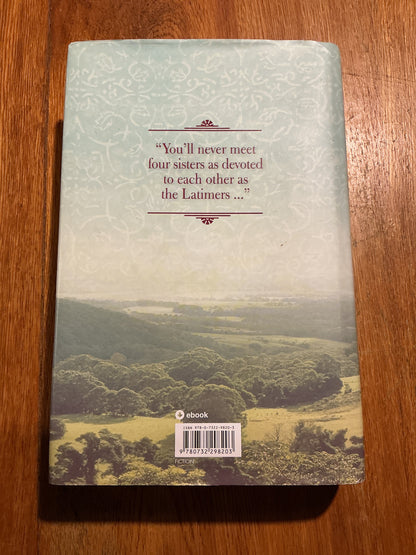 “You’ll never meet
four sisters as devoted
to each other as
the Latimers ...”
ebook
ISBN 978-0-7322-9820-3
9 780732 298203
FICTION